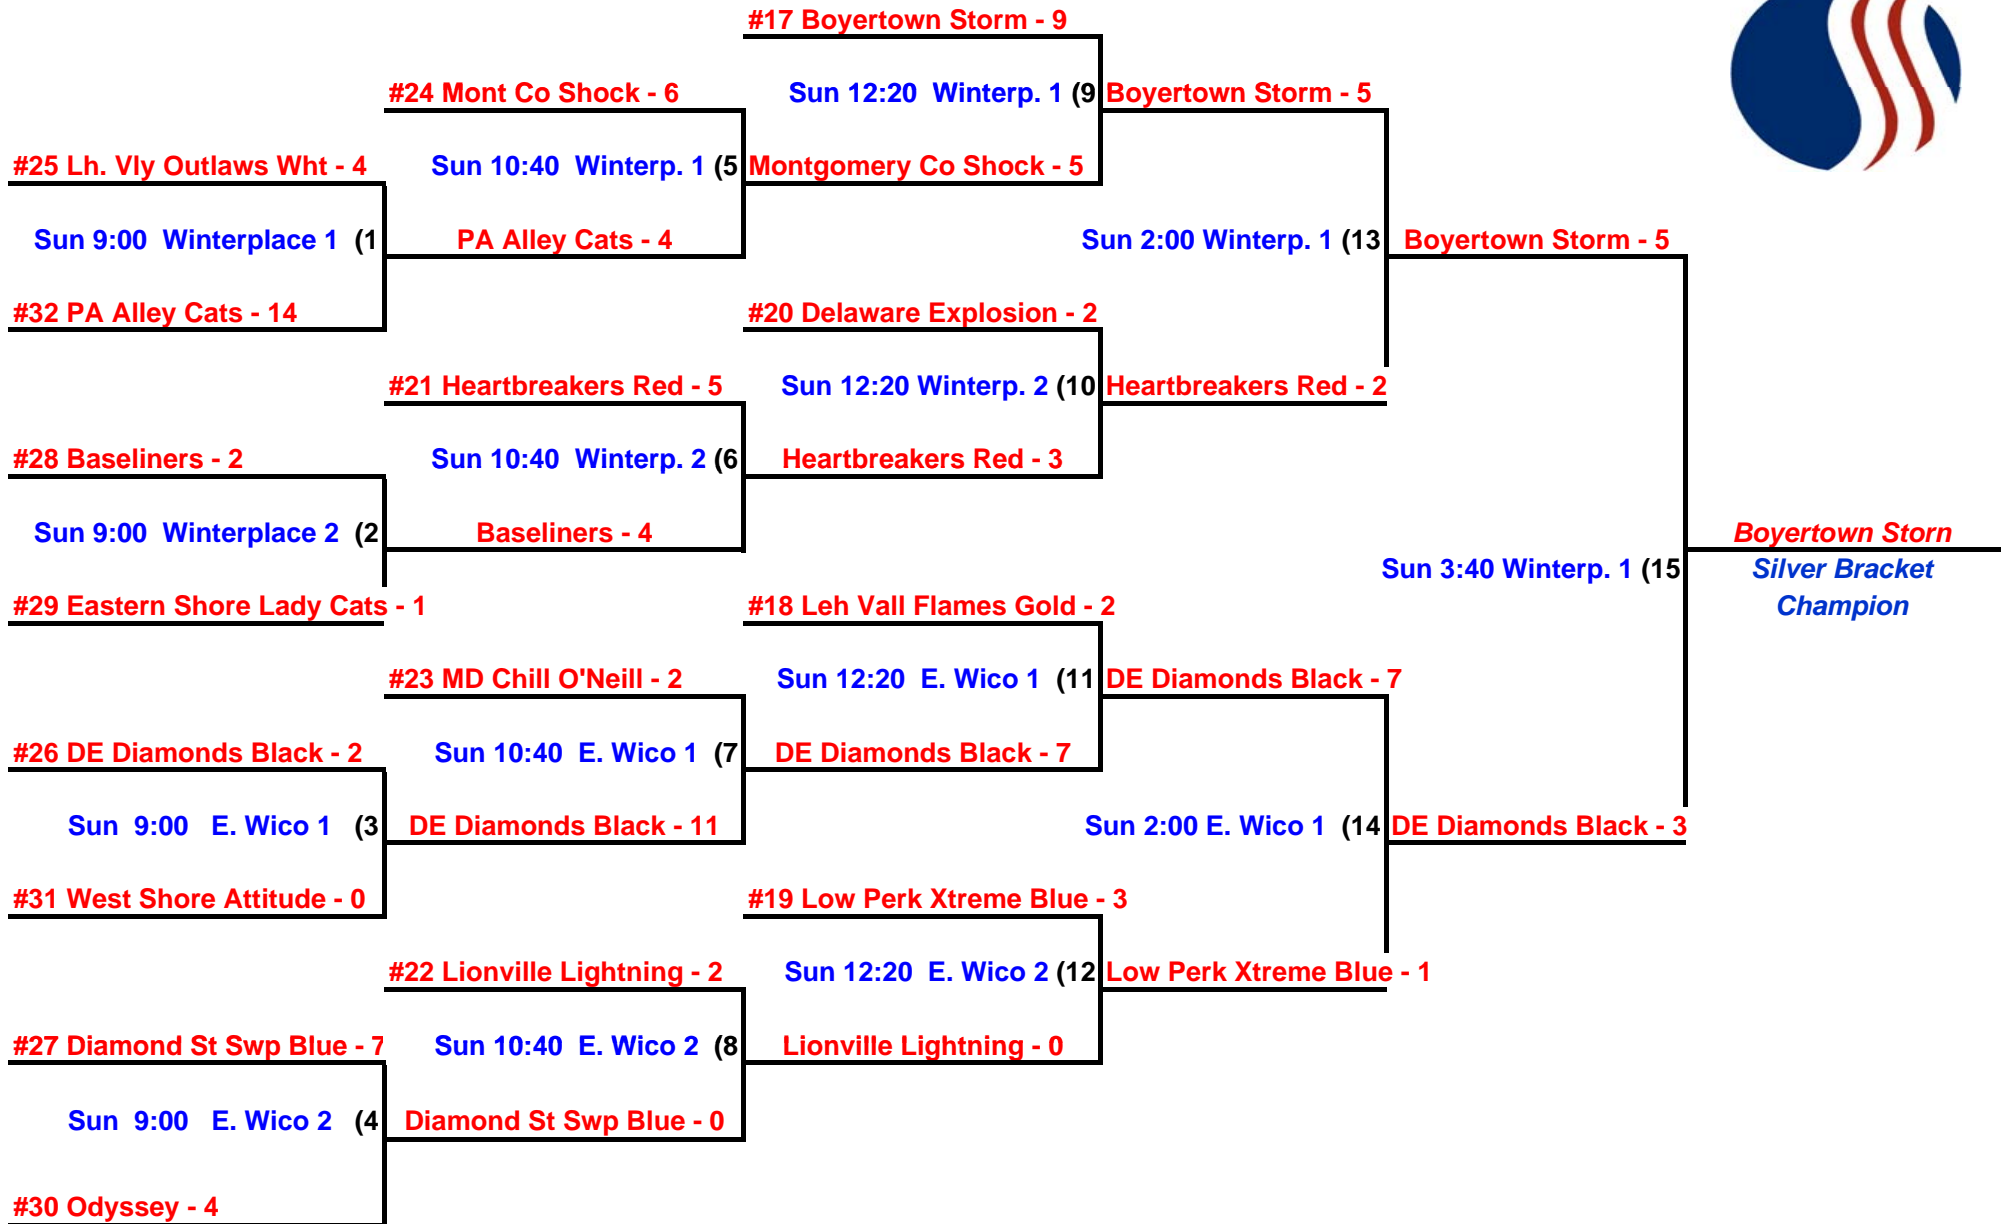 #17 Boyertown Storm - 9
#24 Mont Co Shock - 6
Sun 12:20 Winterp. 1 (9
Boyertown Storm - 5
#25 Lh. Vly Outlaws Wht - 4
Sun 10:40 Winterp. 1 (5
Montgomery Co Shock - 5
Sun 9:00 Winterplace 1 (1
PA Alley Cats - 4
Sun 2:00 Winterp. 1 (13
Boyertown Storm - 5
#32 PA Alley Cats - 14
#20 Delaware Explosion - 2
#21 Heartbreakers Red - 5
Sun 12:20 Winterp. 2 (10
Heartbreakers Red - 2
#28 Baseliners - 2
Sun 10:40 Winterp. 2 (6
Heartbreakers Red - 3
Sun 9:00 Winterplace 2 (2
Baseliners - 4
Boyertown Storn
Sun 3:40 Winterp. 1 (15
Silver Bracket
Champion
#29 Eastern Shore Lady Cats - 1
#18 Leh Vall Flames Gold - 2
#23 MD Chill O'Neill - 2
Sun 12:20 E. Wico 1 (11
DE Diamonds Black - 7
#26 DE Diamonds Black - 2
Sun 10:40 E. Wico 1 (7
DE Diamonds Black - 7
Sun 9:00 E. Wico 1 (3
DE Diamonds Black - 11
Sun 2:00 E. Wico 1 (14
DE Diamonds Black - 3
#31 West Shore Attitude - 0
#19 Low Perk Xtreme Blue - 3
#22 Lionville Lightning - 2
Sun 12:20 E. Wico 2 (12
Low Perk Xtreme Blue - 1
#27 Diamond St Swp Blue - 7
Sun 10:40 E. Wico 2 (8
Lionville Lightning - 0
Sun 9:00 E. Wico 2 (4
Diamond St Swp Blue - 0
#30 Odyssey - 4